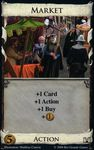 MARKET
+1 Card
+1 Action
+1 Buy
+1
5
ACTION